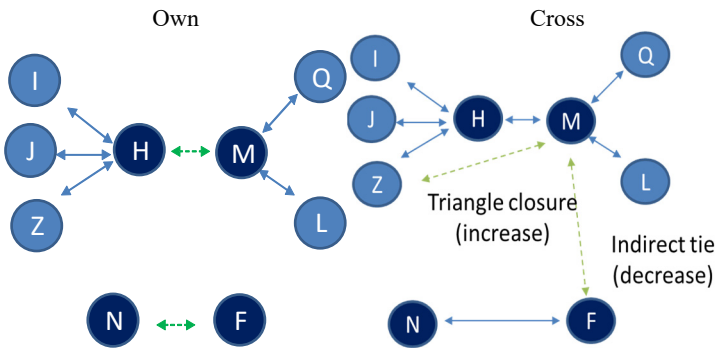 Own
I
J
Z
H
M
Q
L
N
F
Cross
I
J
Z
H
M
Q
L
Triangle closure
(increase)
Indirect tie
(decrease)
N
F